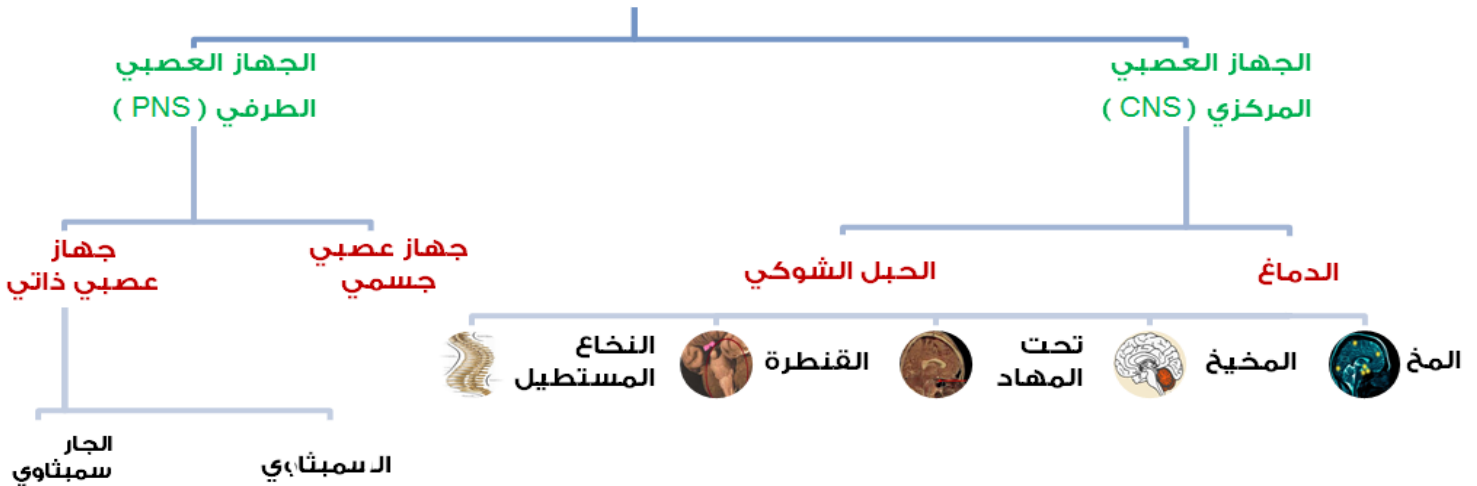 الجهاز العصبي
المركزي ( CNS )
الجهاز العصبي
الطرفي ( PNS )
الدماغ
الحبل الشوكي
جهاز عصبي
جسمي
جهاز
عصبي ذاتي
المخ
المخيخ
تحت
المهاد
القنطرة
النخاع
المستطيل
السمبثاوي
الجار
سمبثاوي